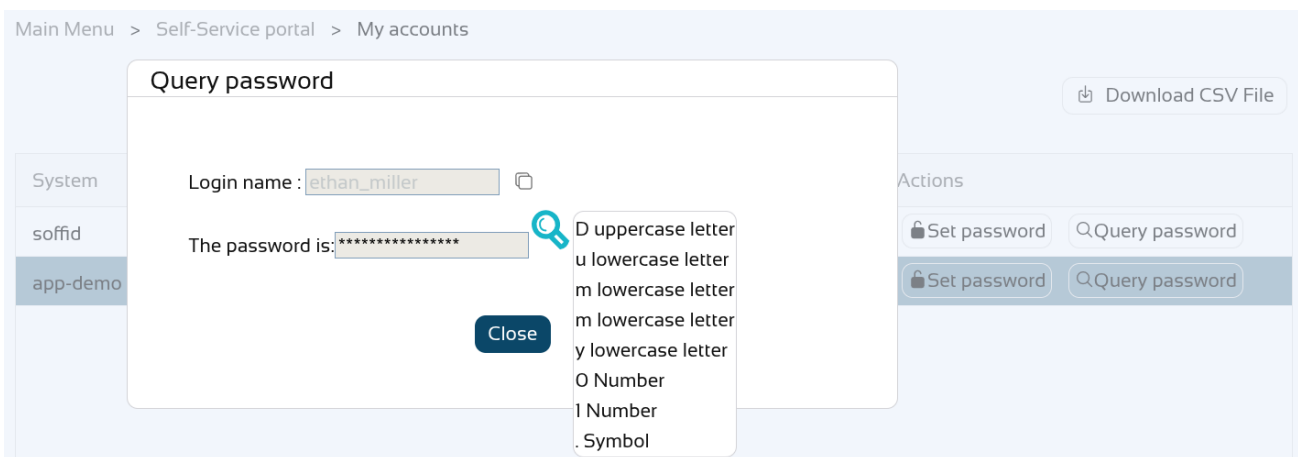 Main Menu > Self-Service portal > My accounts
Query password
Download CSV File
System
Actions
Login name : ethan_miller
soffid
Set password
Query password
The password is: ****************
D uppercase letter
u lowercase letter
m lowercase letter
m lowercase letter
y lowercase letter
0 Number
1 Number
. Symbol
app-demo
Set password
Query password
Close